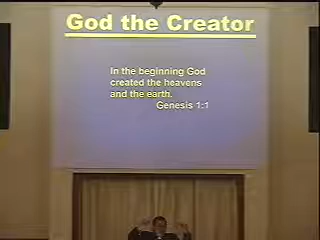 God the Creator
In the beginning God
created the heavens
and the earth.
Genesis 1:1